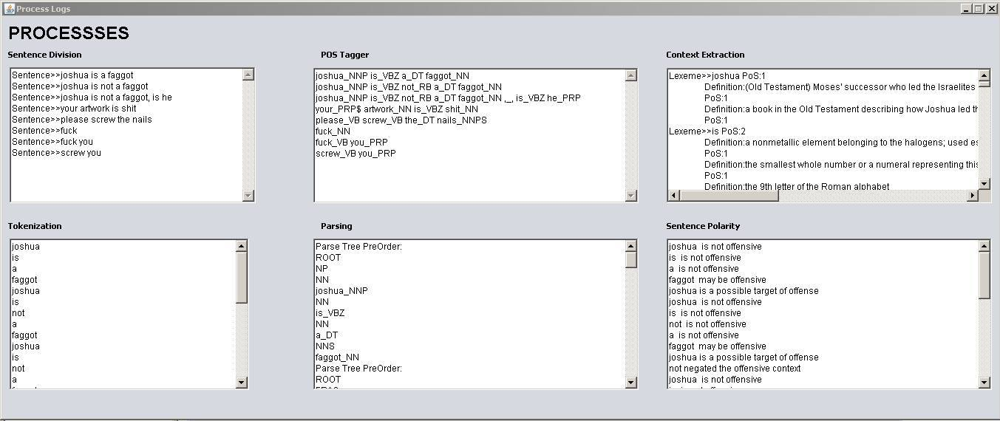 Process Logs
PROCESSSES
Sentence Division
Sentence>>joshua is a faggot
Sentence>>joshua is not a faggot
Sentence>>joshua is not a faggot, is he
Sentence>>your artwork is shit
Sentence>>please screw the nails
Sentence>>fuck
Sentence>>fuck you
Sentence>>screw you
POS Tagger
joshua_NNP is_VBZ a_DT faggot_NN
joshua_NNP is_VBZ not_RB a_DT faggot_NN
joshua_NNP is_VBZ not_RB a_DT faggot_NN ,_, is_VBZ he_PRP
your_PRP$ artwork_NN is_VBZ shit_NN
please_VB screw_VB the_DT nails_NNPS
fuck_NN
fuck_VB you_PRP
screw_VB you_PRP
Context Extraction
Lexeme>>joshua PoS:1
Definition:(Old Testament) Moses' successor who led the Israelites
PoS:1
Definition:a book in the Old Testament describing how Joshua led th
PoS:1
Lexeme>>is PoS:2
Definition:a nonmetallic element belonging to the halogens; used es
PoS:1
Definition:the smallest whole number or a numeral representing this
PoS:1
Definition:the 9th letter of the Roman alphabet
Tokenization
joshua
is
a
faggot
joshua
is
not
a
faggot
joshua
is
not
a
Parsing
Parse Tree PreOrder:
ROOT
NP
NN
joshua_NNP
NN
is_VBZ
NN
a_DT
NNS
faggot_NN
Parse Tree PreOrder:
ROOT
Sentence Polarity
joshua  is not offensive
is  is not offensive
a  is not offensive
faggot  may be offensive
joshua is a possible target of offense
joshua  is not offensive
is  is not offensive
not  is not offensive
a  is not offensive
faggot  may be offensive
joshua is a possible target of offense
not negated the offensive context
joshua  is not offensive